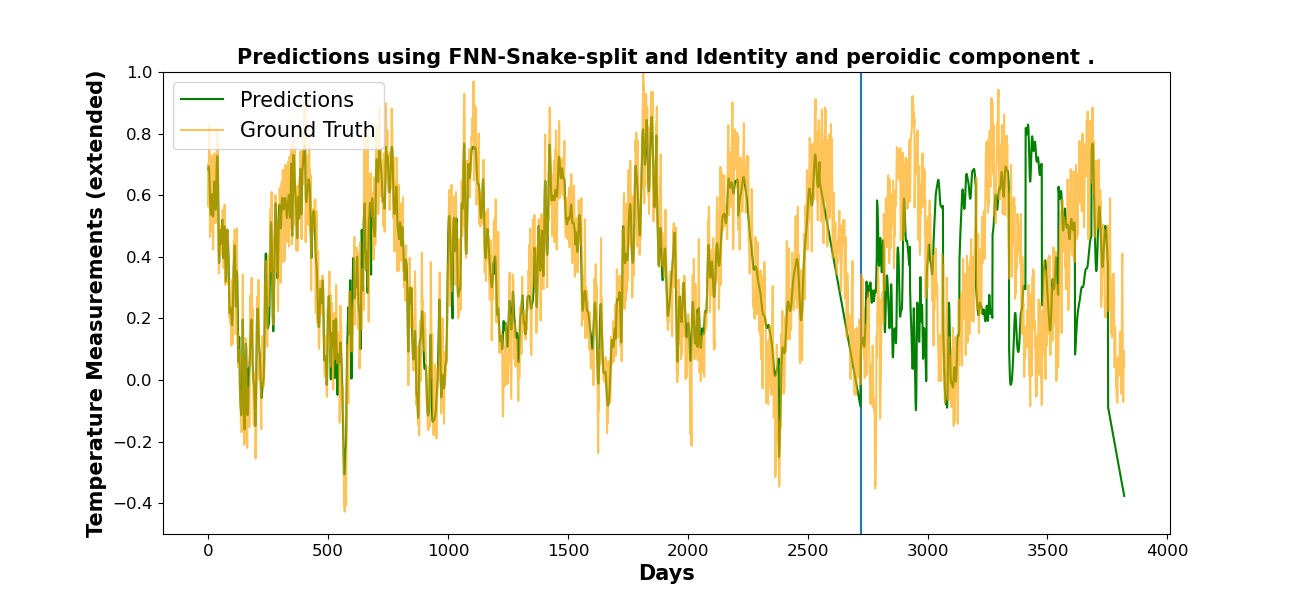 Predictions using FNN-Snake-split and Identity and peroidic component .
Temperature Measurements (extended)
1.0
0.8
0.6
0.4
0.2
0.0
−0.2
−0.4
Predictions
Ground Truth
0 500 1000 1500 2000 2500 3000 3500 4000
Days